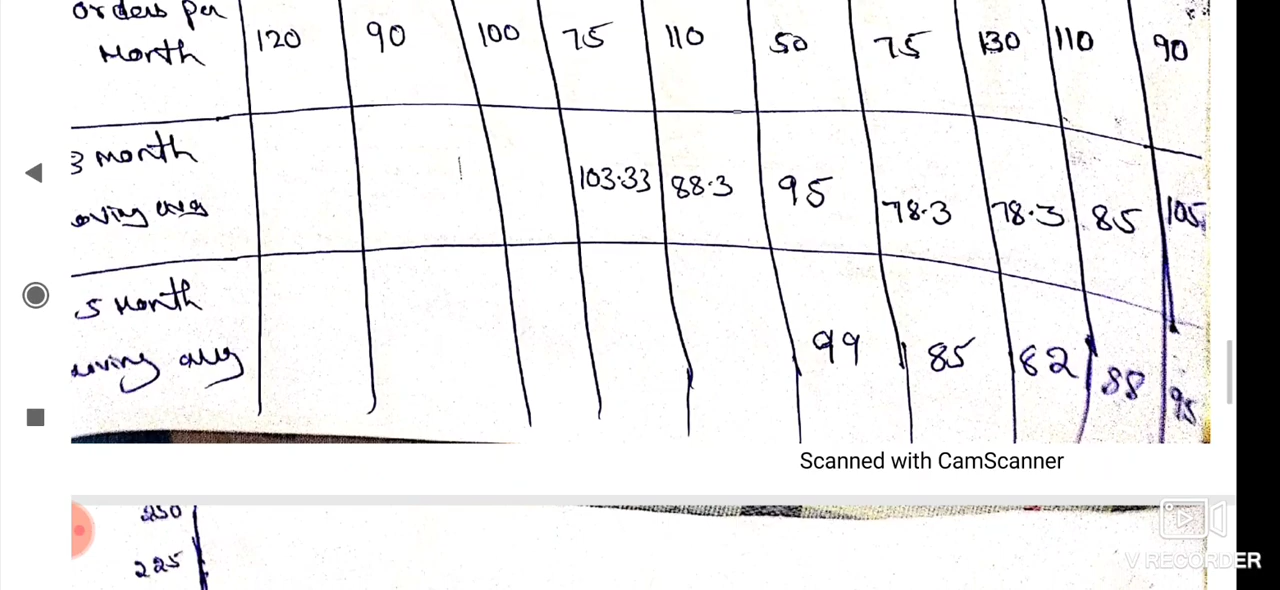 orders per
Month 120 90 100 75 110 50 75 130 110 90
3 month
oving avg 103.33 88.3 95 78.3 78.3 85 105
5 Month
oving avg 99 85 82 88 95
Scanned with CamScanner
250
225
V RECORDER